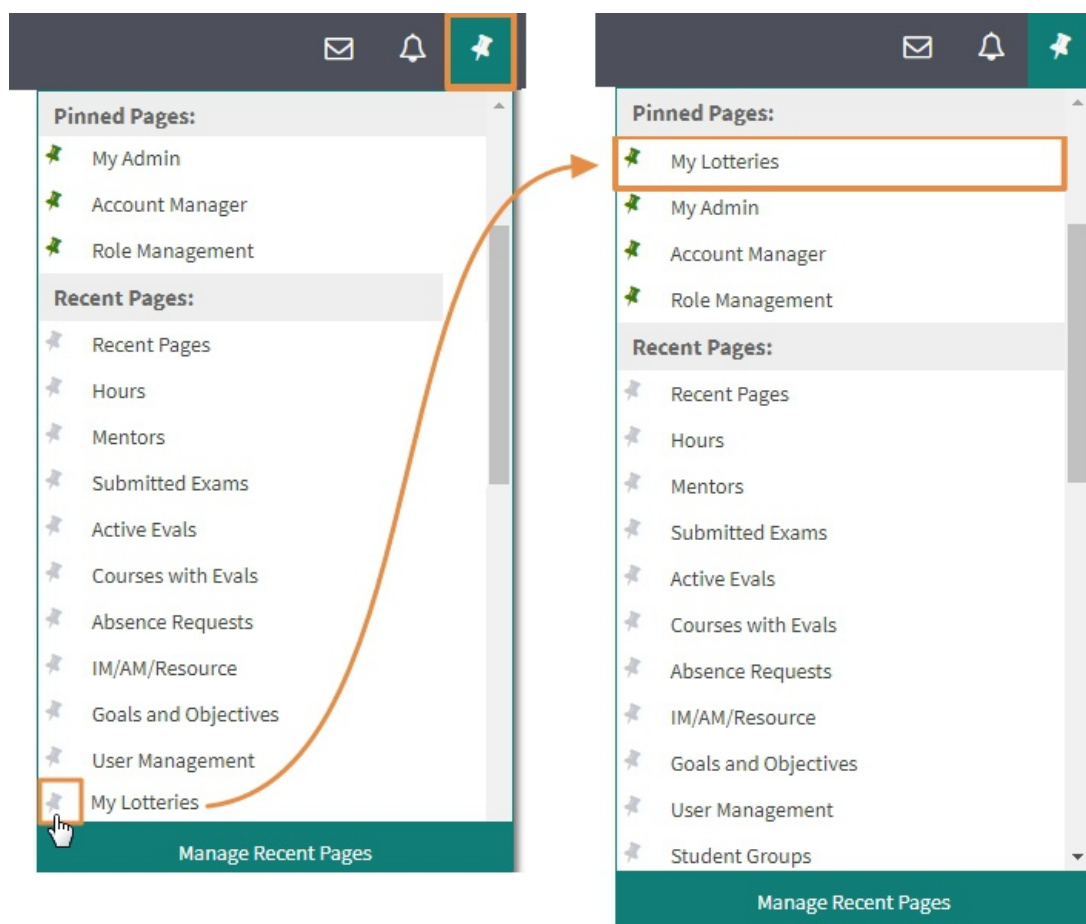 Pinned Pages:
My Admin
Account Manager
Role Management
Recent Pages:
Recent Pages
Hours
Mentors
Submitted Exams
Active Evals
Courses with Evals
Absence Requests
IM/AM/Resource
Goals and Objectives
User Management
My Lotteries
Manage Recent Pages
Pinned Pages:
My Lotteries
My Admin
Account Manager
Role Management
Recent Pages:
Recent Pages
Hours
Mentors
Submitted Exams
Active Evals
Courses with Evals
Absence Requests
IM/AM/Resource
Goals and Objectives
User Management
Student Groups
Manage Recent Pages